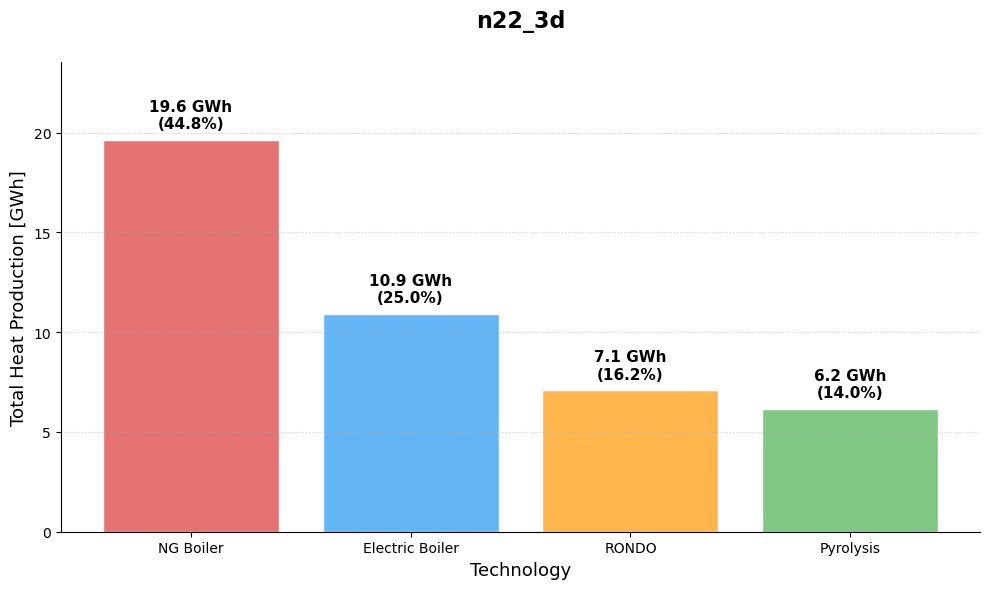 n22_3d
Total Heat Production [GWh]
20
15
10
5
0
19.6 GWh
(44.8%)
10.9 GWh
(25.0%)
7.1 GWh
(16.2%)
6.2 GWh
(14.0%)
NG Boiler
Electric Boiler
RONDO
Pyrolysis
Technology